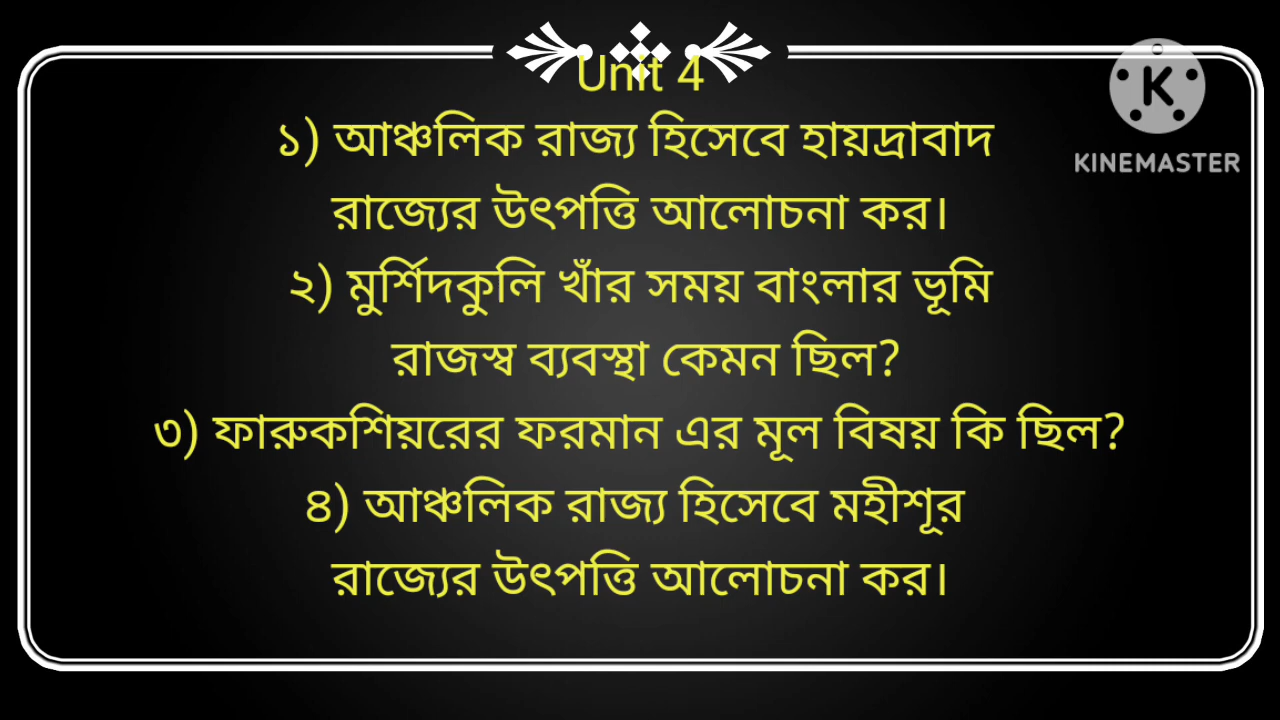 Unit 4
১) আঞ্চলিক রাজ্য হিসেবে হায়দ্রাবাদ
রাজ্যের উৎপত্তি আলোচনা কর।
২) মুর্শিদকুলি খাঁর সময় বাংলার ভূমি
রাজস্ব ব্যবস্থা কেমন ছিল?
৩) ফারুকশিয়রের ফরমান এর মূল বিষয় কি ছিল?
৪) আঞ্চলিক রাজ্য হিসেবে মহীশূর
রাজ্যের উৎপত্তি আলোচনা কর।
K
KINEMASTER